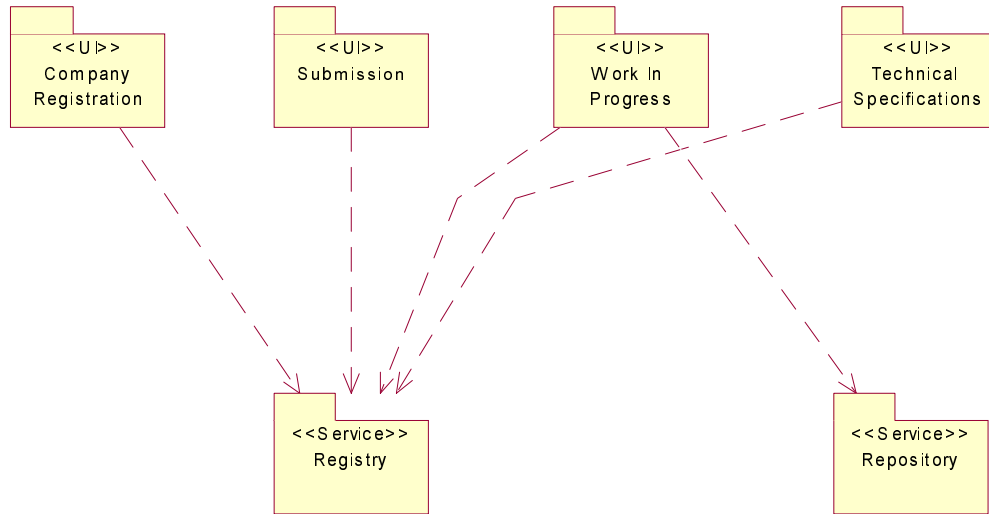 <<UI>>
Company
Registration
<<UI>>
Submission
<<UI>>
Work In
Progress
<<UI>>
Technical
Specifications
<<Service>>
Registry
<<Service>>
Repository